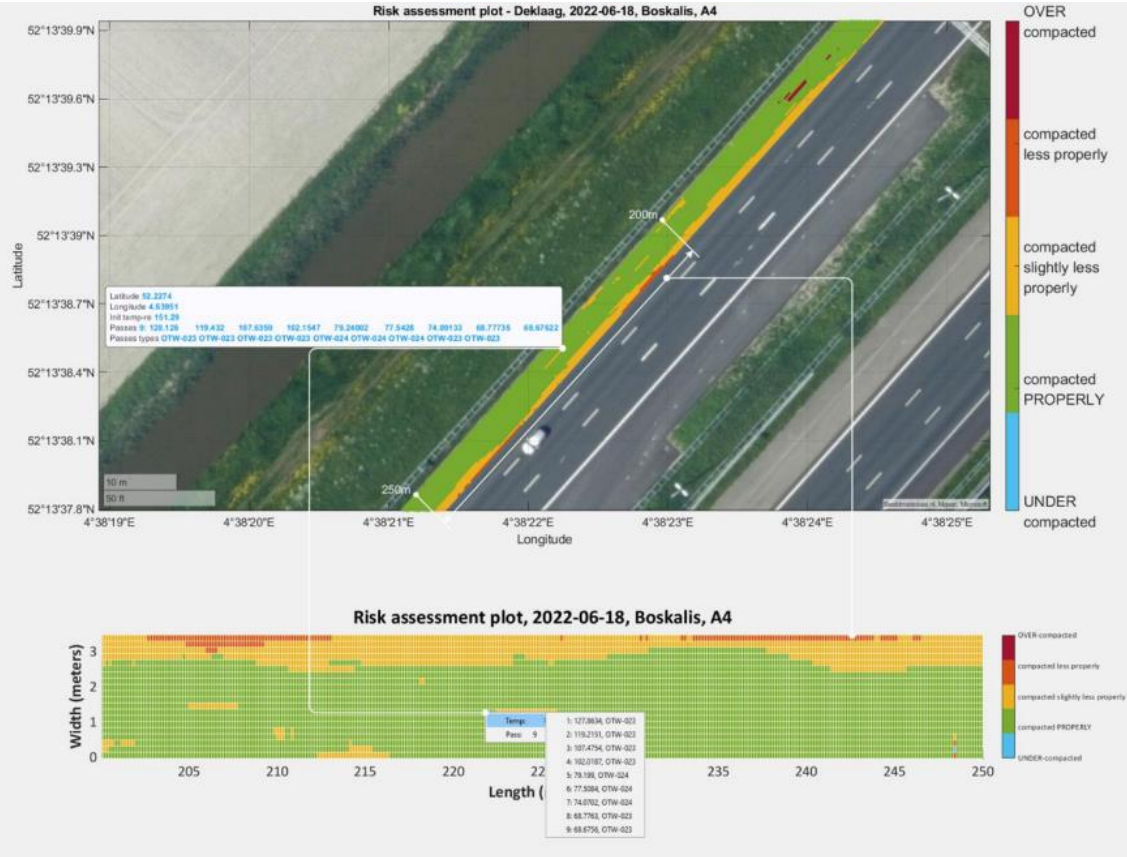 Risk assessment plot - Deklaag, 2022-06-18, Boskalis, A4
OVER
compacted
compacted
less properly
compacted
slightly less
properly
compacted
PROPERLY
UNDER
compacted
Latitude
52°13'39.9"N
52°13'39.6"N
52°13'39.3"N
52°13'39"N
52°13'38.7"N
52°13'38.4"N
52°13'38.1"N
52°13'37.8"N
200m
250m
Latitude 52.2274
Longitude 4.63951
Init temp-re 151.29
Passes 9: 128.126 119.432 107.6359 102.1547 79.24002 77.5428 74.09133 68.77735 68.67622
Passes types OTW-023 OTW-023 OTW-023 OTW-023 OTW-024 OTW-024 OTW-024 OTW-023 OTW-023
10 m
50 ft
4°38'19"E 4°38'20"E 4°38'21"E 4°38'22"E 4°38'23"E 4°38'24"E 4°38'25"E
Longitude
Risk assessment plot, 2022-06-18, Boskalis, A4
Width (meters)
3
2
1
0
205 210 215 220 22 235 240 245 250
Length (
Temp:
Pass: 9
1: 127.8634, OTW-023
2: 119.2151, OTW-023
3: 107.4754, OTW-023
4: 102.0187, OTW-023
5: 79.199, OTW-024
6: 77.5084, OTW-024
7: 74.0702, OTW-024
8: 68.7763, OTW-023
9: 68.6756, OTW-023
OVER-compacted
compacted less properly
compacted slightly less properly
compacted PROPERLY
UNDER-compacted